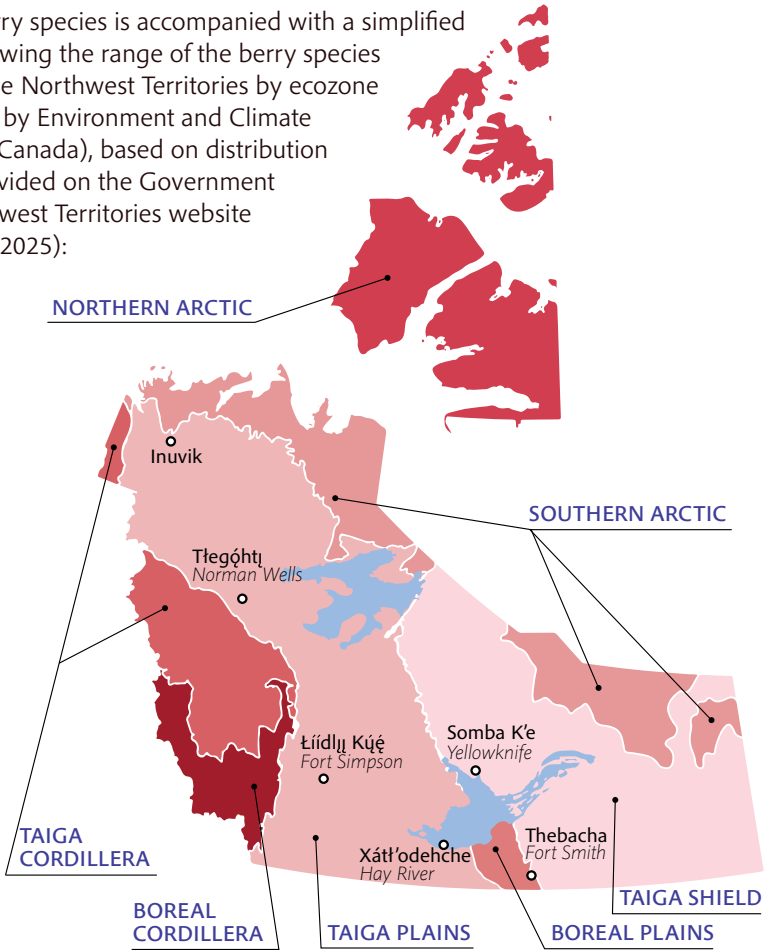 rry species is accompanied with a simplified
wing the range of the berry species
e Northwest Territories by ecozone
by Environment and Climate
Canada), based on distribution
vided on the Government
west Territories website
2025):
NORTHERN ARCTIC
Inuvik
SOUTHERN ARCTIC
Tłegǫ́htı̨
Norman Wells
Somba K'e
Yellowknife
Łíídlı̨ı̨ Kų́ę́
Fort Simpson
Thebacha
Fort Smith
Xátł'odehche
Hay River
TAIGA
CORDILLERA
BOREAL
CORDILLERA
TAIGA PLAINS
BOREAL PLAINS
TAIGA SHIELD